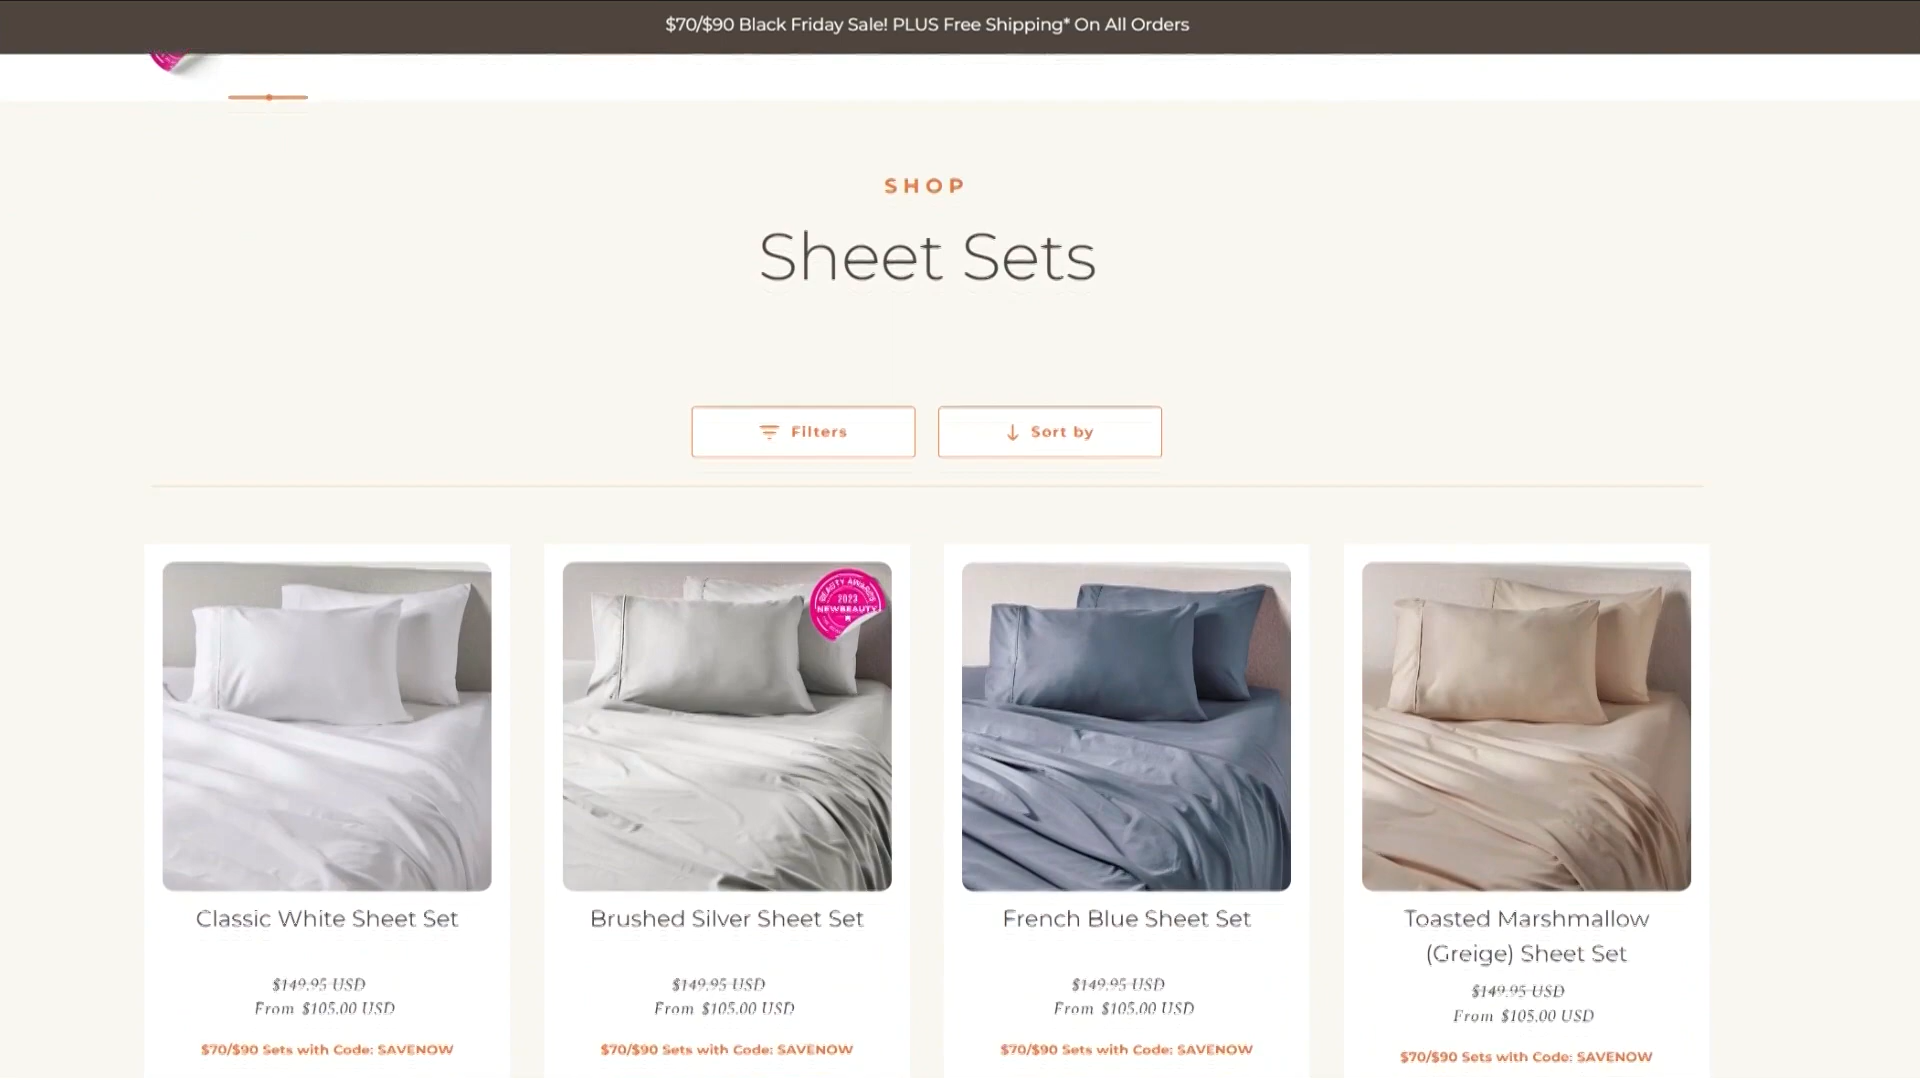 $70/$90 Black Friday Sale! PLUS Free Shipping* On All Orders
SHOP
Sheet Sets
Filters
Sort by
BEAUTY AWARDS
2023
NEWBEAUTY
Classic White Sheet Set
$149.95 USD
From $105.00 USD
$70/$90 Sets with Code: SAVENOW
Brushed Silver Sheet Set
$149.95 USD
From $105.00 USD
$70/$90 Sets with Code: SAVENOW
French Blue Sheet Set
$149.95 USD
From $105.00 USD
$70/$90 Sets with Code: SAVENOW
Toasted Marshmallow
(Greige) Sheet Set
$149.95 USD
From $105.00 USD
$70/$90 Sets with Code: SAVENOW